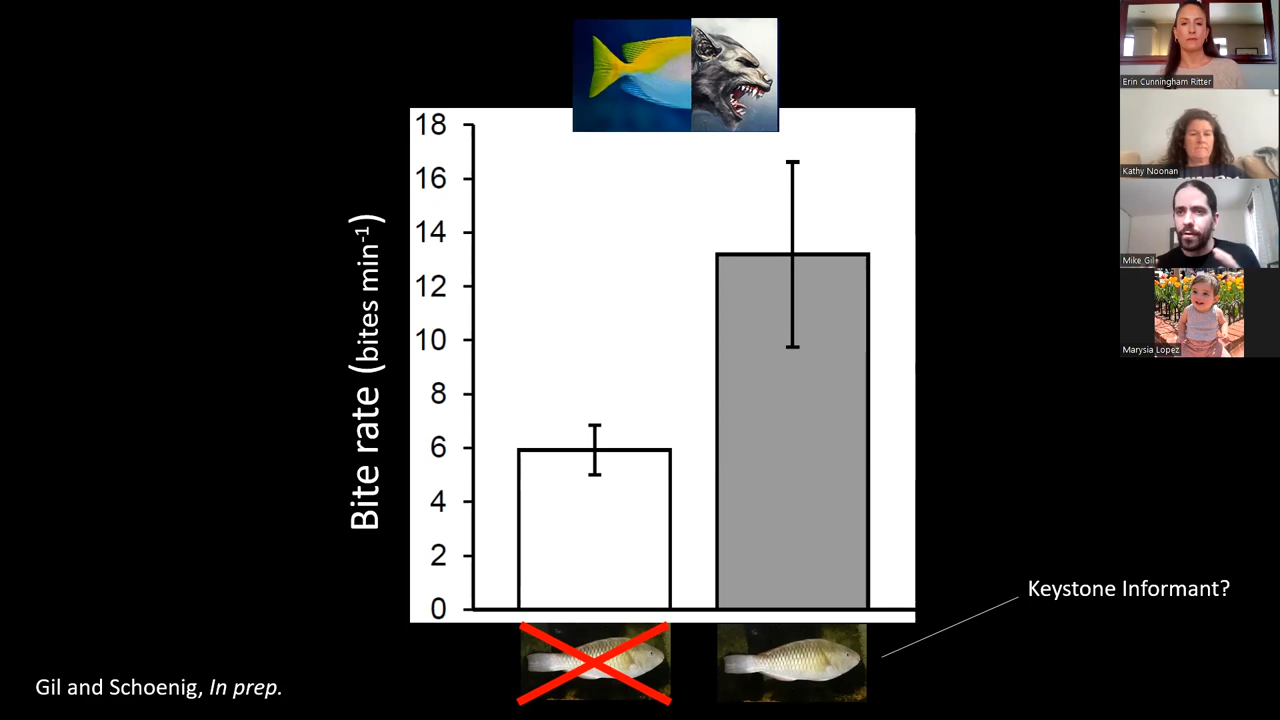 18
16
14
12
10
8
6
4
2
0
Bite rate (bites min⁻¹)
Keystone Informant?
Gil and Schoenig, In prep.
Erin Cunningham Ritter
Kathy Noonan
Mike Gil
Marysia Lopez